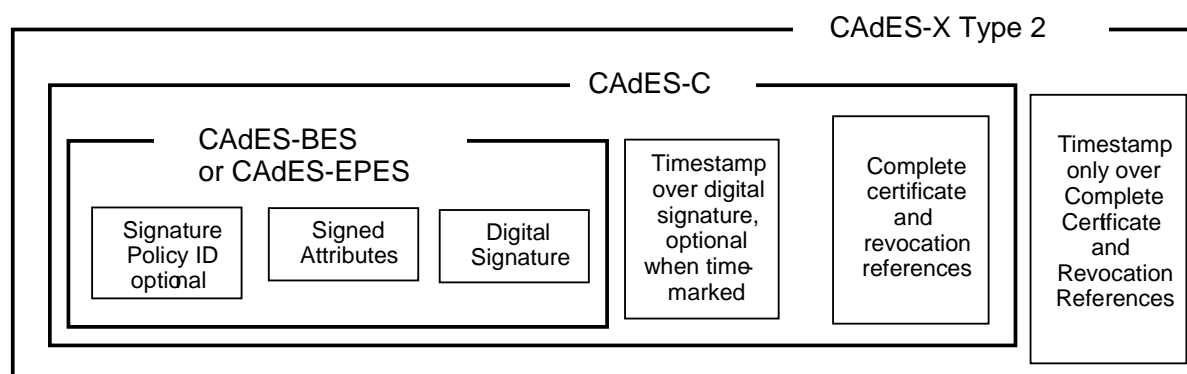 CAdES-X Type 2
CAdES-C
CAdES-BES
or CAdES-EPES
Signature
Policy ID
optional
Signed
Attributes
Digital
Signature
Timestamp
over digital
signature,
optional
when time-
marked
Complete
certificate
and
revocation
references
Timestamp
only over
Complete
Certificate
and
Revocation
References